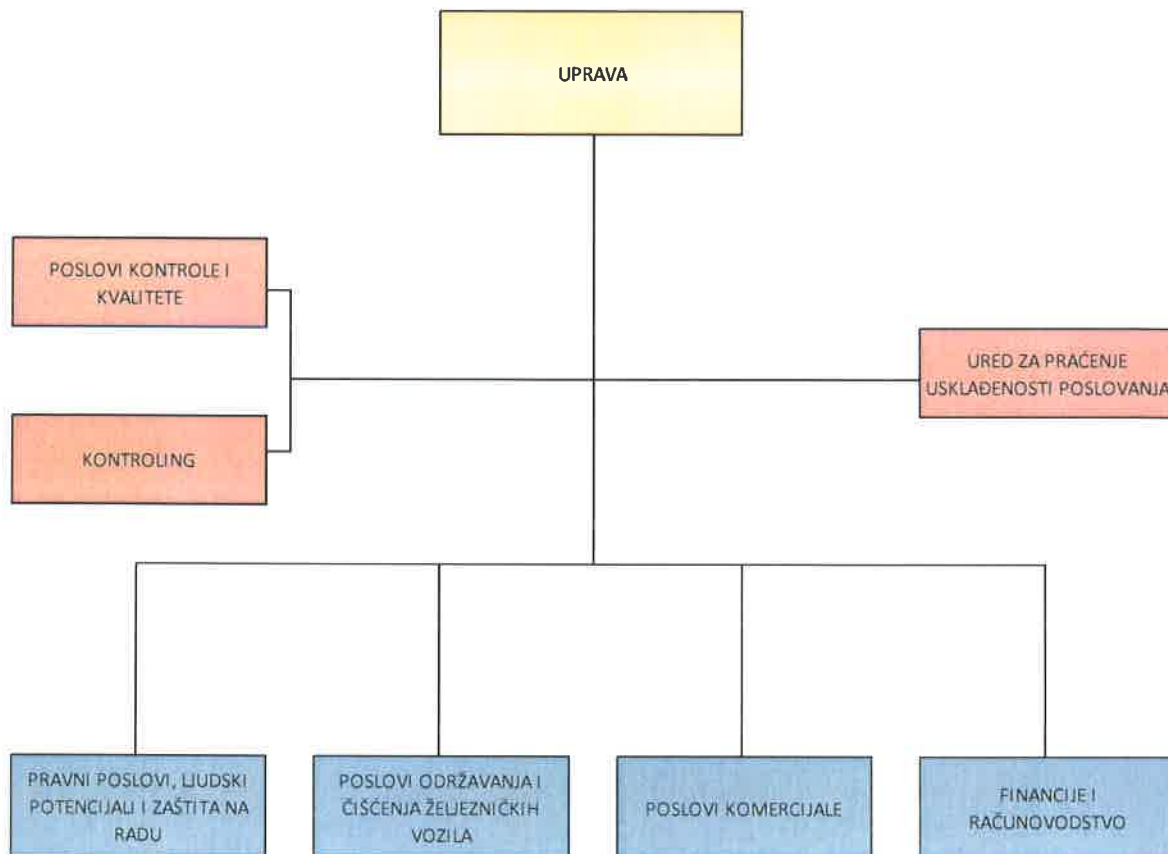 UPRAVA
POSLOVI KONTROLE I
KVALITETE
URED ZA PRAĆENJE
USKLAĐENOSTI POSLOVANJA
KONTROLING
PRAVNI POSLOVI, LJUDSKI
POTENCIJALI I ZAŠTITA NA
RADU
POSLOVI ODRŽAVANJA I
ČIŠĆENJA ŽELJEZNIČKIH
VOZILA
POSLOVI KOMERCIJALE
FINANCIJE I
RAČUNOVODSTVO